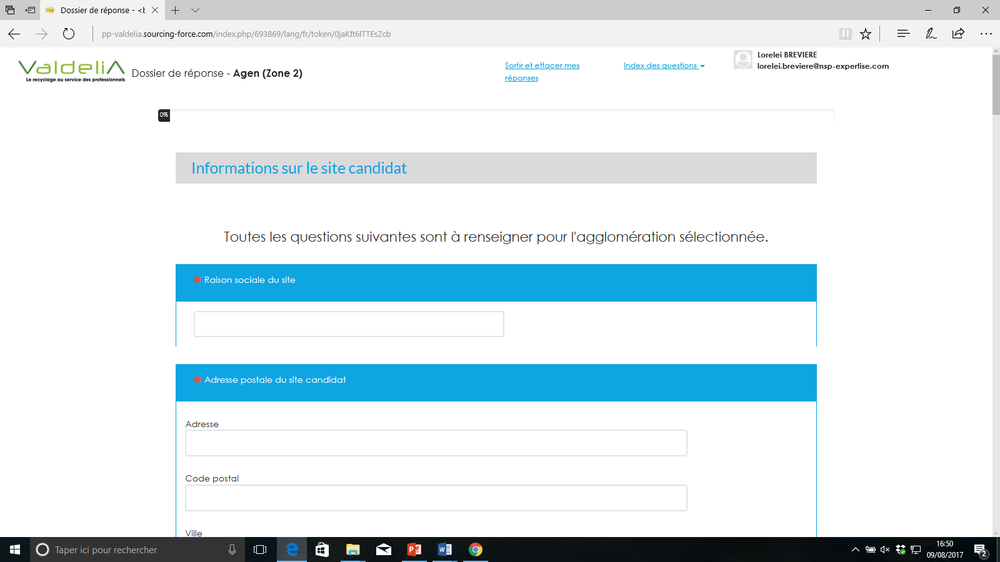 Dossier de réponse - <b
pp-valdelia.sourcing-force.com/index.php/693869/lang/fr/token/0jaKft6lTTEsZcb
Valdelia
Le recyclage au service des professionnels
Dossier de réponse - Agen (Zone 2)
Sortir et effacer mes
réponses
Index des questions
Lorelei BREVIERE
lorelei.breviere@nsp-expertise.com
0%
Informations sur le site candidat
Toutes les questions suivantes sont à renseigner pour l'agglomération sélectionnée.
* Raison sociale du site
* Adresse postale du site candidat
Adresse
Code postal
Ville
Taper ici pour rechercher
16:50
09/08/2017
2